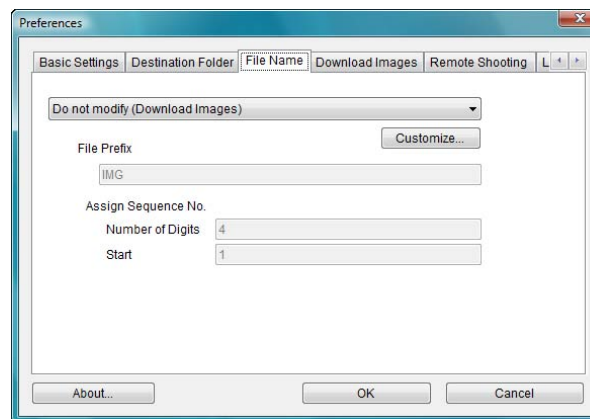 Preferences
Basic Settings Destination Folder File Name Download Images Remote Shooting L
Do not modify (Download Images)
Customize...
File Prefix
IMG
Assign Sequence No.
Number of Digits 4
Start 1
About... OK Cancel